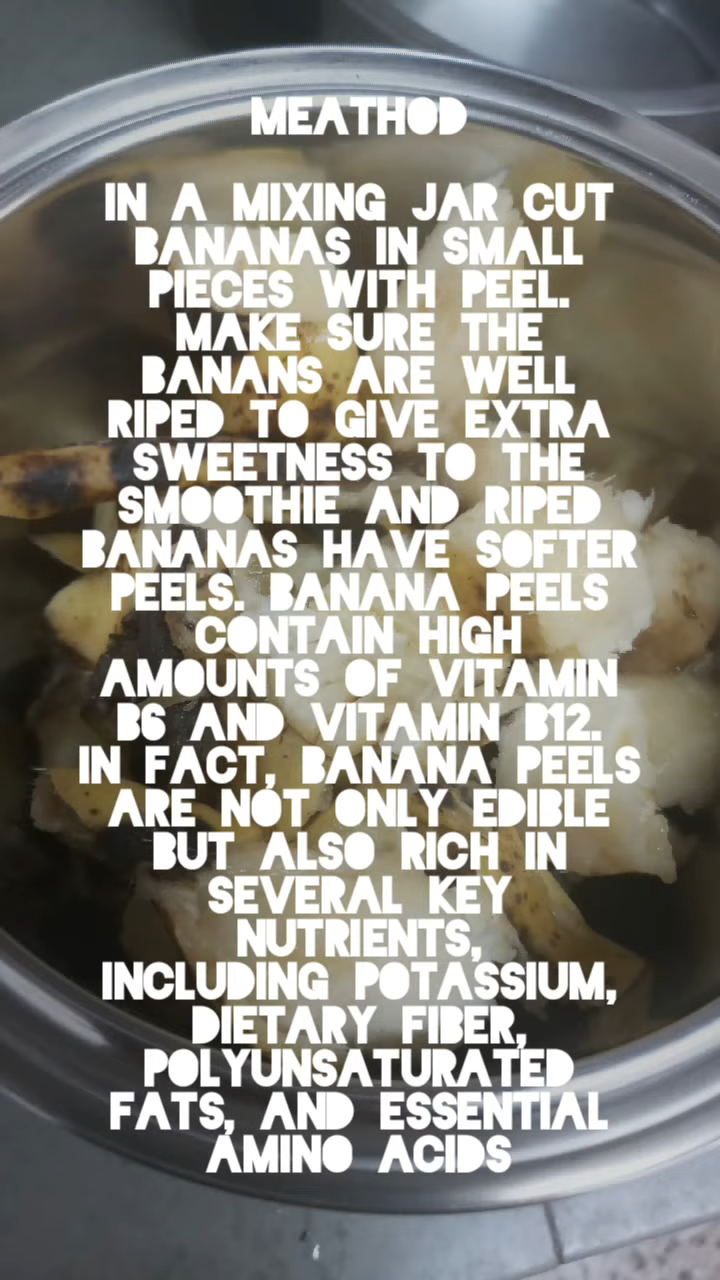 MEATHOD
IN A MIXING JAR CUT
BANANAS IN SMALL
PIECES WITH PEEL.
MAKE SURE THE
BANANS ARE WELL
RIPED TO GIVE EXTRA
SWEETNESS TO THE
SMOOTHIE AND RIPED
BANANAS HAVE SOFTER
PEELS. BANANA PEELS
CONTAIN HIGH
AMOUNTS OF VITAMIN
B6 AND VITAMIN B12.
IN FACT, BANANA PEELS
ARE NOT ONLY EDIBLE
BUT ALSO RICH IN
SEVERAL KEY
NUTRIENTS,
INCLUDING POTASSIUM,
DIETARY FIBER,
POLYUNSATURATED
FATS, AND ESSENTIAL
AMINO ACIDS